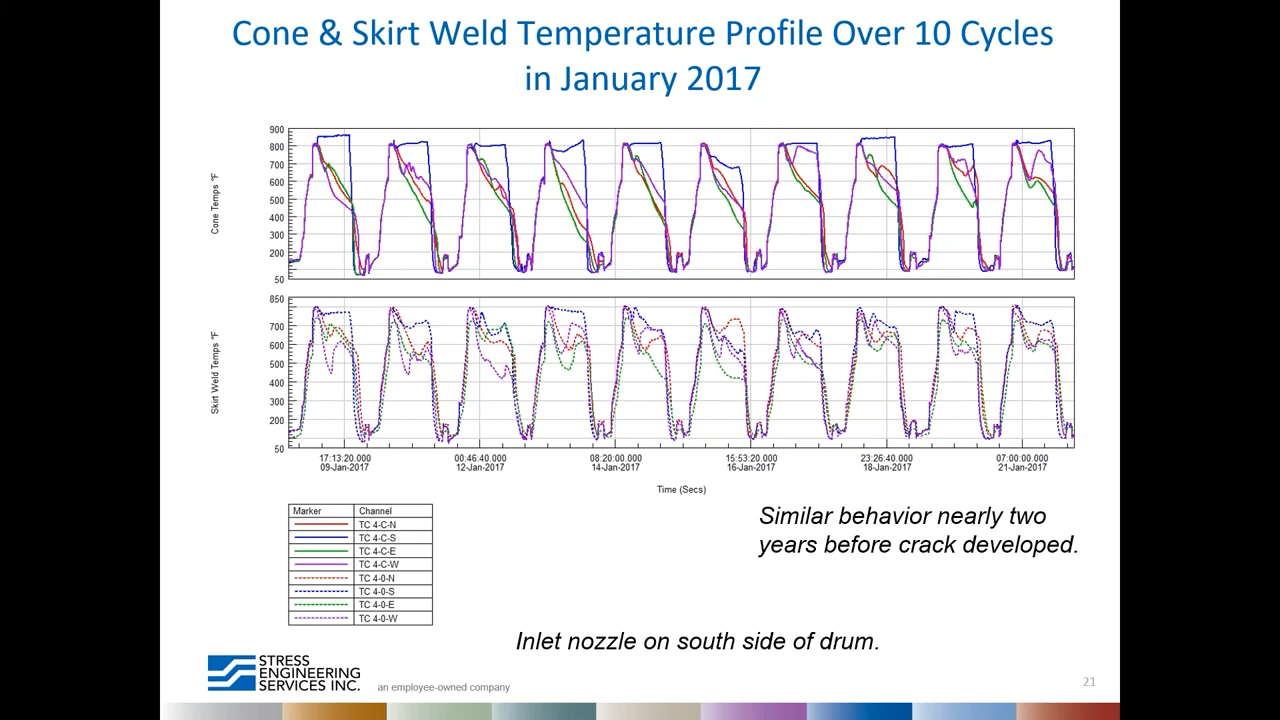 Cone & Skirt Weld Temperature Profile Over 10 Cycles
in January 2017
900
800
700
600
500
400
300
200
50
Cone Temps °F
850
700
600
500
400
300
200
50
Skirt Weld Temps °F
17:13:20.000 00:46:40.000 08:20:00.000 15:53:20.000 23:26:40.000 07:00:00.000
09-Jan-2017 12-Jan-2017 14-Jan-2017 16-Jan-2017 18-Jan-2017 21-Jan-2017
Time (Secs)
Marker Channel
TC 4-C-N
TC 4-C-S
TC 4-C-E
TC 4-C-W
TC 4-0-N
TC 4-0-S
TC 4-0-E
TC 4-0-W
Similar behavior nearly two
years before crack developed.
Inlet nozzle on south side of drum.
STRESS
ENGINEERING
SERVICES INC.
an employee-owned company
21